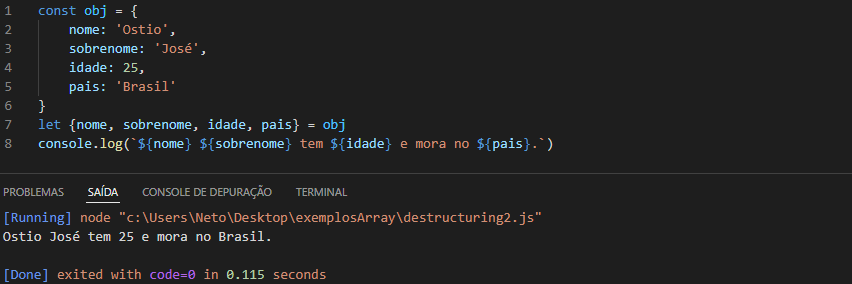 1 const obj = {
2 nome: 'Ostio',
3 sobrenome: 'José',
4 idade: 25,
5 pais: 'Brasil'
6 }
7 let {nome, sobrenome, idade, pais} = obj
8 console.log(`${nome} ${sobrenome} tem ${idade} e mora no ${pais}.`)
PROBLEMAS SAÍDA CONSOLE DE DEPURAÇÃO TERMINAL
[Running] node "c:\Users\Neto\Desktop\exemplosArray\destructuring2.js"
Ostio José tem 25 e mora no Brasil.
[Done] exited with code=0 in 0.115 seconds